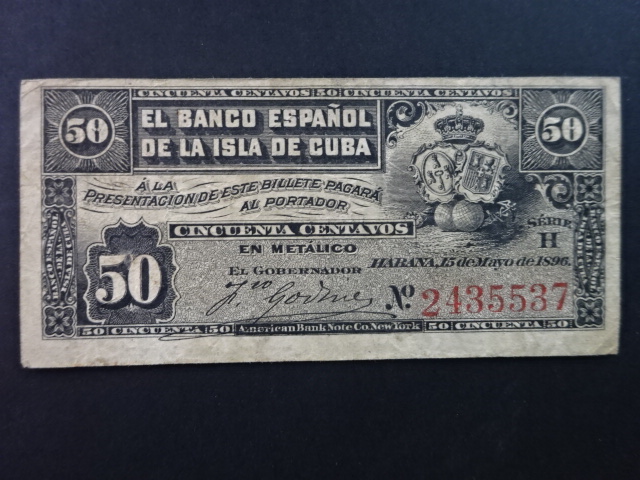 CINCUENTA CENTAVOS 50 CINCUENTA CENTAVOS
50
50
EL BANCO ESPAÑOL
DE LA ISLA DE CUBA
Á LA
PRESENTACION DE ESTE BILLETE PAGARÁ
AL PORTADOR
CINCUENTA CENTAVOS
EN METÁLICO
SÉRIE
H
EL GOBERNADOR
HABANA, 15 de Mayo de 1896.
50
Nº 2435537
50 CINCUENTA 50 American Bank Note Co. New York 50 CINCUENTA 50